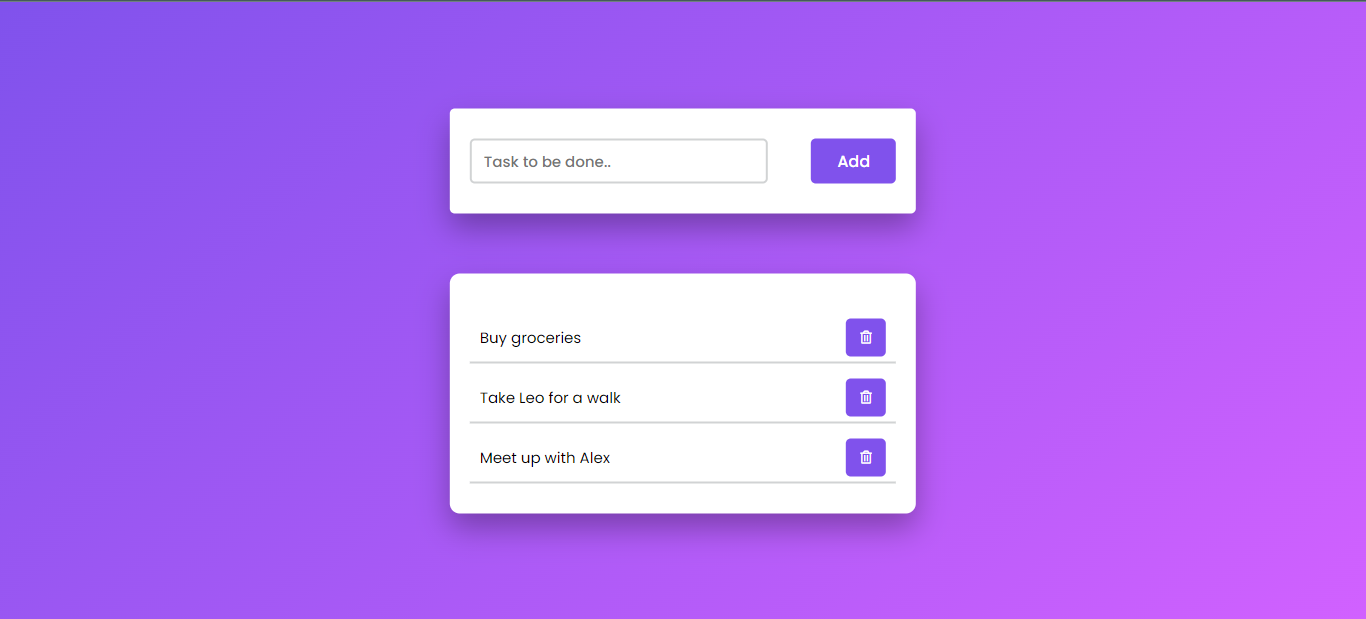 Task to be done..
Add
Buy groceries
Take Leo for a walk
Meet up with Alex